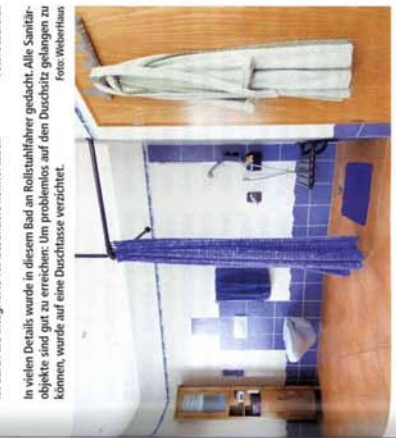 In vielen Details wurde in diesem Bad an Rollstuhlfahrer gedacht. Alle Sanitär-
objekte sind gut zu erreichen: Um problemlos auf den Duschsitz gelangen zu
können, wurde auf eine Duschtasse verzichtet.
Foto: WeberHaus